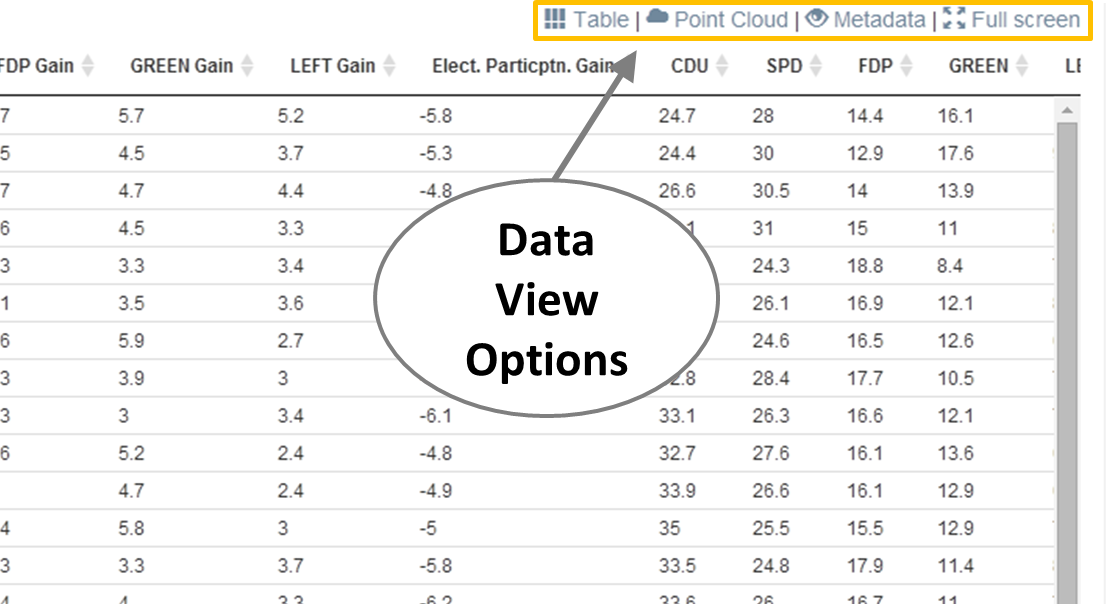 Table | Point Cloud | Metadata | Full screen
FDP Gain GREEN Gain LEFT Gain Elect. Particptn. Gain CDU SPD FDP GREEN
7 5.7 5.2 -5.8 24.7 28 14.4 16.1
5 4.5 3.7 -5.3 24.4 30 12.9 17.6
7 4.7 4.4 -4.8 26.6 30.5 14 13.9
6 4.5 3.3 1 31 15 11
3 3.3 3.4 24.3 18.8 8.4
1 3.5 3.6 26.1 16.9 12.1
6 5.9 2.7 24.6 16.5 12.6
3 3.9 3 2.8 28.4 17.7 10.5
3 3 3.4 -6.1 33.1 26.3 16.6 12.1
6 5.2 2.4 -4.8 32.7 27.6 16.1 13.6
4.7 2.4 -4.9 33.9 26.6 16.1 12.9
4 5.8 3 -5 35 25.5 15.5 12.9
3 3.3 3.7 -5.8 33.5 24.8 17.9 11.4
4 4 3.3 -6.2 33.6 26 16.7 11
Data
View
Options